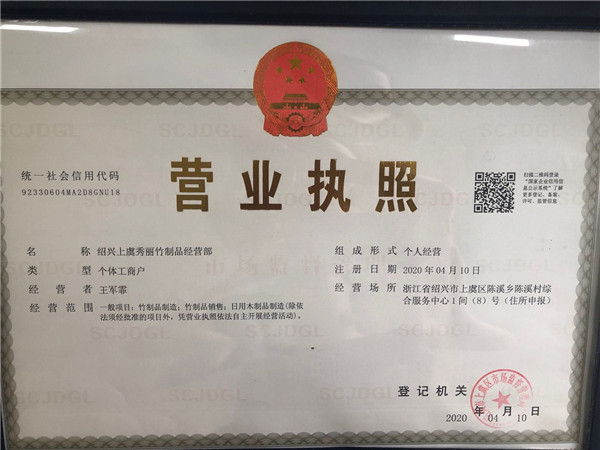 统一社会信用代码
92330604MA2D8GNU18
营业执照
扫描二维码登录
“国家企业信用信
息公示系统”了解
更多登记、备案、
许可、监管信息
名 称 绍兴上虞秀丽竹制品经营部
类 型 个体工商户
经 营 者 王军霖
经 营 范 围 一般项目：竹制品制造；竹制品销售；日用木制品制造(除依
法须经批准的项目外，凭营业执照依法自主开展经营活动)。
组 成 形 式 个人经营
注 册 日 期 2020 年 04 月 10 日
经 营 场 所 浙江省绍兴市上虞区陈溪乡陈溪村综
合服务中心1间（8）号（住所申报）
登 记 机 关
2020 年 04 月 10 日
SCJDGL